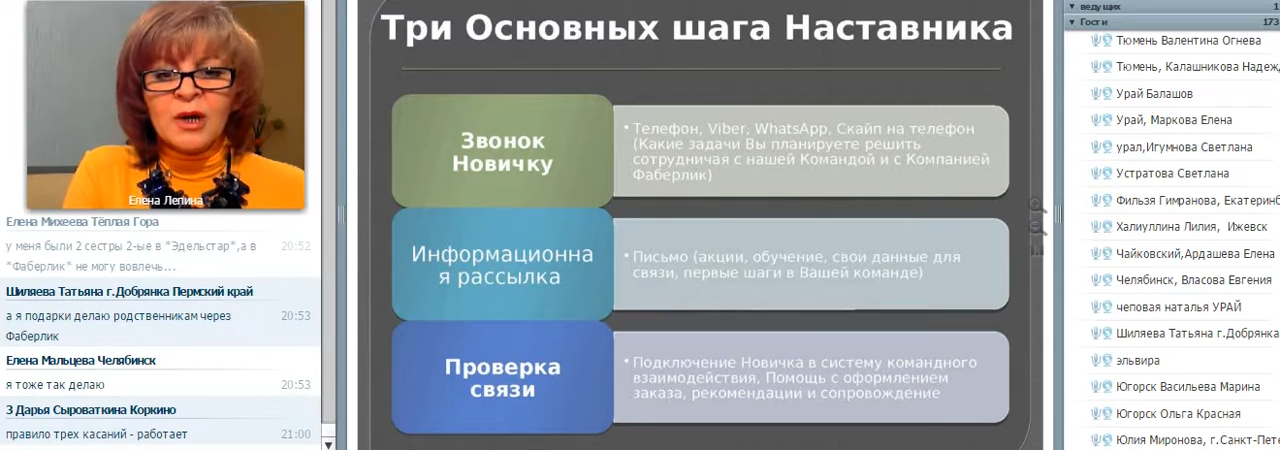 Елена Лепина
Елена Михеева Тёплая Гора
у меня были 2 сестры 2-ые в *Эдельстар*,а в 20:52
*Фаберлик* не могу вовлечь...
Шиляева Татьяна г.Добрянка Пермский край
а я подарки делаю родственникам через 20:53
Фаберлик
Елена Мальцева Челябинск
я тоже так делаю 20:53
3 Дарья Сыроваткина Коркино
правило трех касаний - работает 21:00
Три Основных шага Наставника
Звонок
Новичку
• Телефон, Viber, WhatsApp, Скайп на телефон
(Какие задачи Вы планируете решить
сотрудничая с нашей Командой и с Компанией
Фаберлик)
Информационна
я рассылка
• Письмо (акции, обучение, свои данные для
связи, первые шаги в Вашей команде)
Проверка
связи
• Подключение Новичка в систему командного
взаимодействия, Помощь с оформлением
заказа, рекомендации и сопровождение
ведущих 1
Гости 173
Тюмень Валентина Огнева
Тюмень, Калашникова Надеж,
Урай Балашов
Урай, Маркова Елена
урал,Игумнова Светлана
Устратова Светлана
Фильзя Гимранова, Екатеринб
Халиуллина Лилия, Ижевск
Чайковский,Ардашева Елена
Челябинск, Власова Евгения
чеповая наталья УРАЙ
Шиляева Татьяна г.Добрянка
эльвира
Югорск Васильева Марина
Югорск Ольга Красная
Юлия Миронова, г.Санкт-Пете